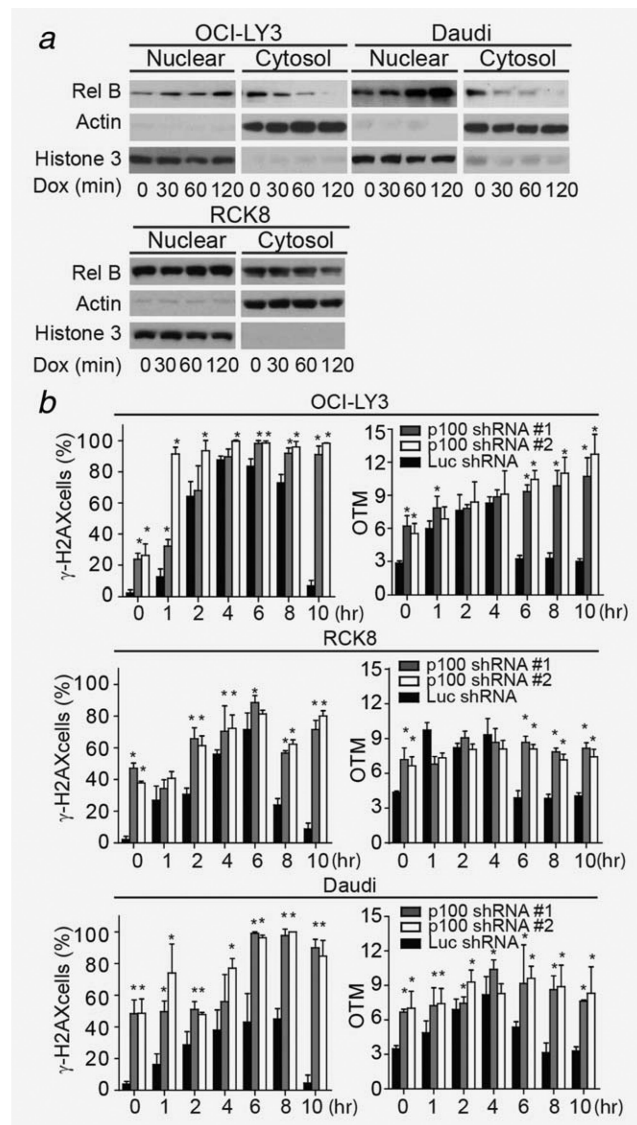 a
OCI-LY3 Daudi
Nuclear Cytosol Nuclear Cytosol
Rel B
Actin
Histone 3
Dox (min) 0 30 60 120 0 30 60 120 0 30 60 120 0 30 60 120
RCK8
Nuclear Cytosol
Rel B
Actin
Histone 3
Dox (min) 0 30 60 120 0 30 60 120
b
OCI-LY3
γ-H2AXcells (%)
100
80
60
40
20
0
* * * * * * * * * * * *
0 1 2 4 6 8 10 (hr)
OTM
15
12
9
6
3
0
p100 shRNA #1
p100 shRNA #2
Luc shRNA
* * * * * * * * *
0 1 2 4 6 8 10 (hr)
RCK8
γ-H2AXcells (%)
100
80
60
40
20
0
* * * * * * * * * * *
0 1 2 4 6 8 10 (hr)
OTM
15
12
9
6
3
0
p100 shRNA #1
p100 shRNA #2
Luc shRNA
* * * * * * * *
0 1 2 4 6 8 10 (hr)
Daudi
γ-H2AXcells (%)
100
80
60
40
20
0
* * * * * * * * * * * * *
0 1 2 4 6 8 10 (hr)
OTM
15
12
9
6
3
0
p100 shRNA #1
p100 shRNA #2
Luc shRNA
* * * * * * * * * * * * *
0 1 2 4 6 8 10 (hr)